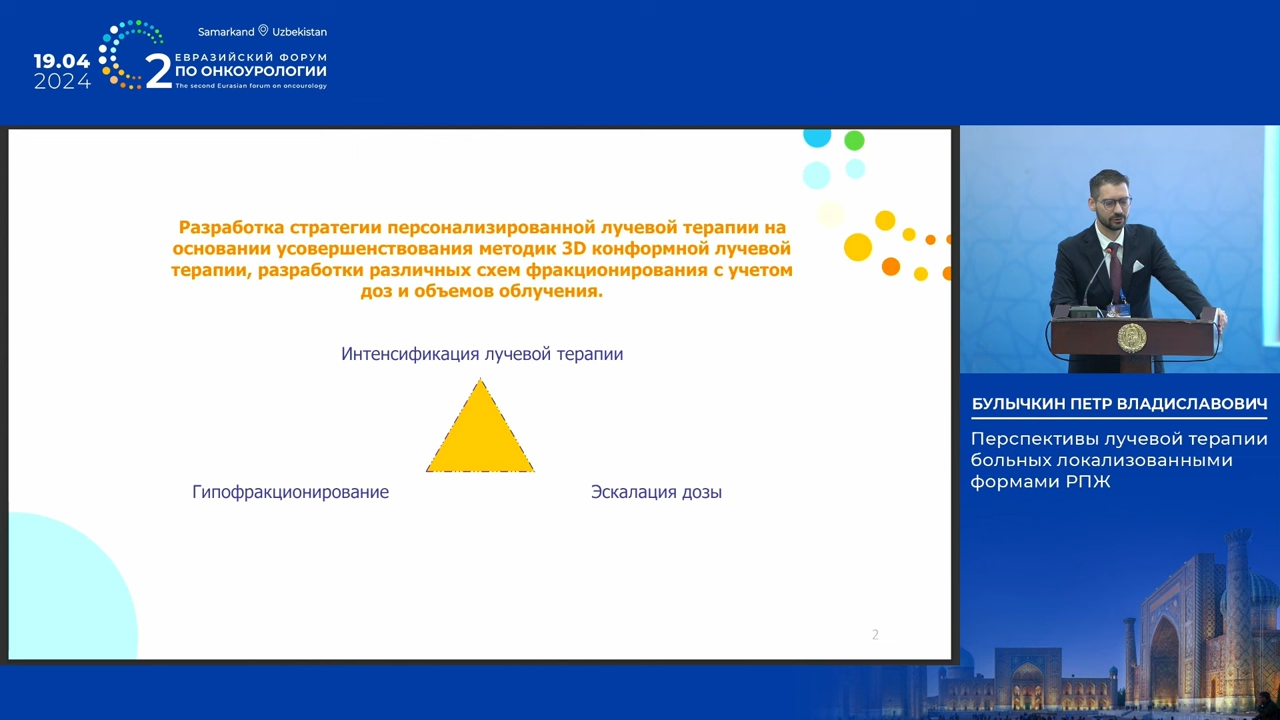 Samarkand Uzbekistan
19.04
2024
2
ЕВРАЗИЙСКИЙ ФОРУМ
ПО ОНКОУРОЛОГИИ
The second Eurasian forum on oncourology
Разработка стратегии персонализированной лучевой терапии на
основании усовершенствования методик 3D конформной лучевой
терапии, разработки различных схем фракционирования с учетом
доз и объемов облучения.
Интенсификация лучевой терапии
Гипофракционирование
Эскалация дозы
2
БУЛЫЧКИН ПЕТР ВЛАДИСЛАВОВИЧ
Перспективы лучевой терапии
больных локализованными
формами РПЖ